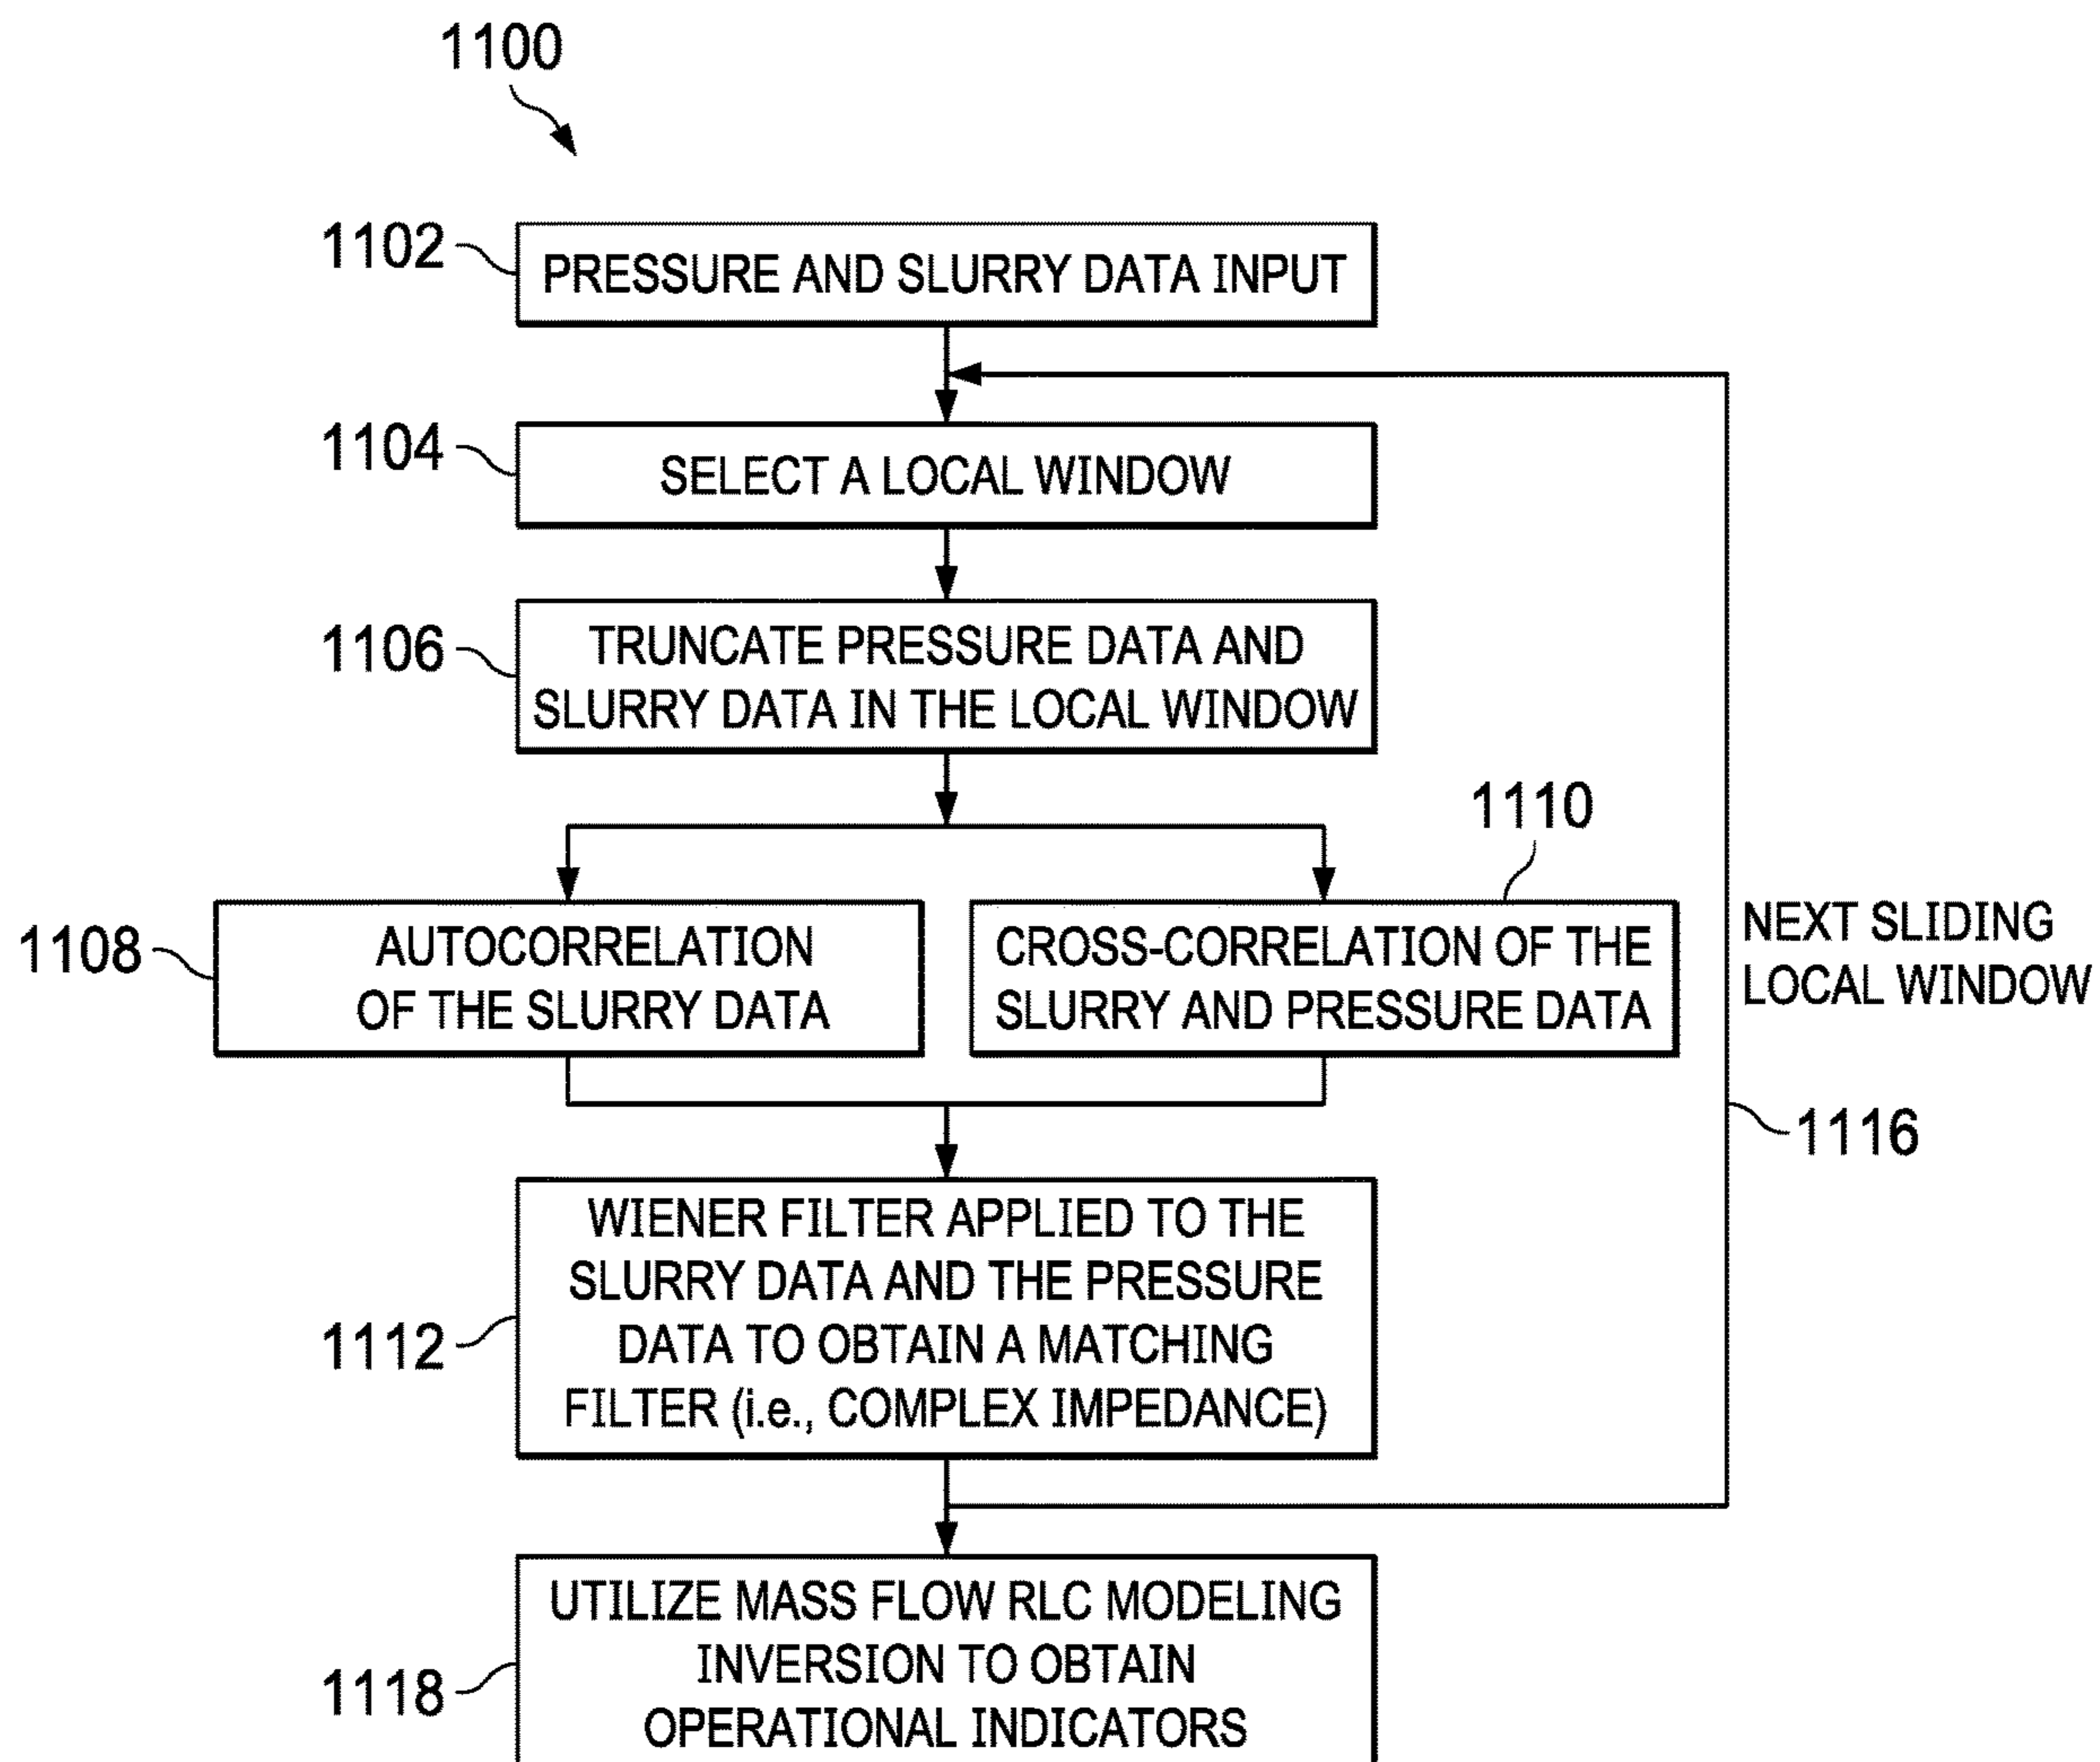 1100
1102
PRESSURE AND SLURRY DATA INPUT
1104
SELECT A LOCAL WINDOW
1106
TRUNCATE PRESSURE DATA AND
SLURRY DATA IN THE LOCAL WINDOW
1108
AUTOCORRELATION
OF THE SLURRY DATA
1110
CROSS-CORRELATION OF THE
SLURRY AND PRESSURE DATA
NEXT SLIDING
LOCAL WINDOW
1116
1112
WIENER FILTER APPLIED TO THE
SLURRY DATA AND THE PRESSURE
DATA TO OBTAIN A MATCHING
FILTER (i.e., COMPLEX IMPEDANCE)
1118
UTILIZE MASS FLOW RLC MODELING
INVERSION TO OBTAIN
OPERATIONAL INDICATORS